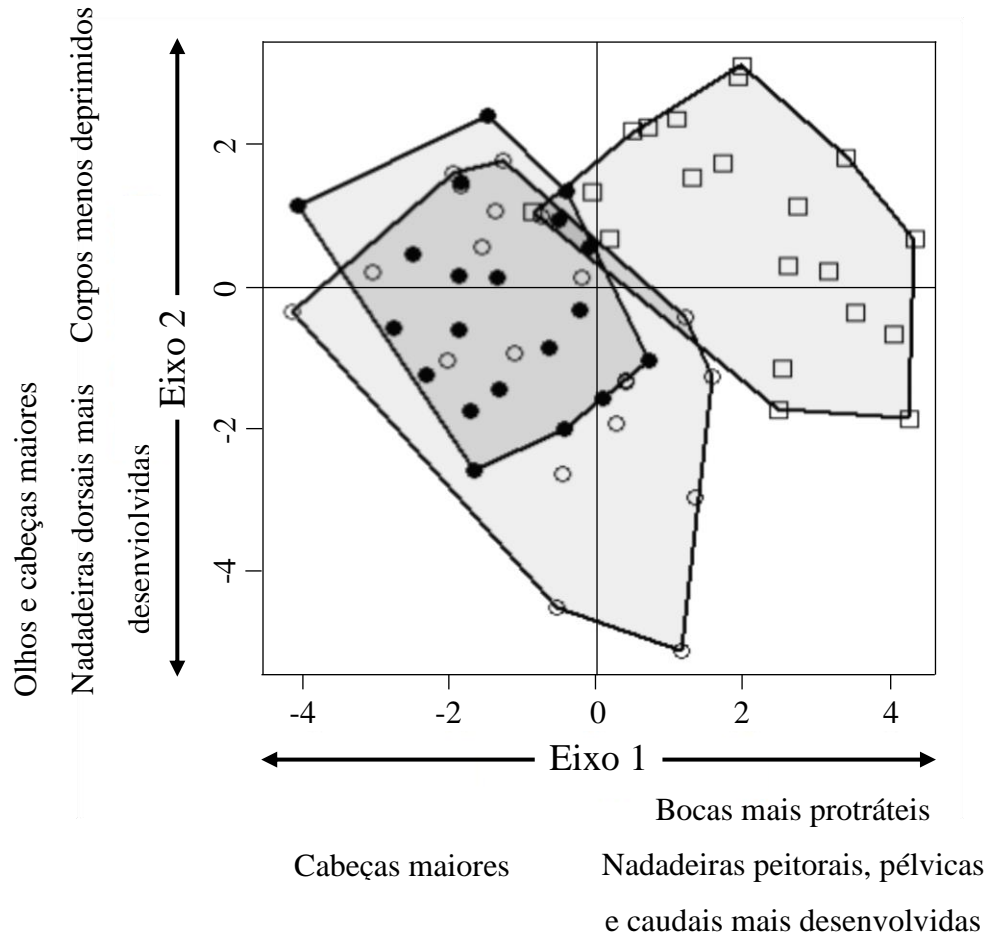 Corpos menos deprimidos
Eixo 2
Olhos e cabeças maiores
Nadadeiras dorsais mais
desenviolvidas
2
0
-2
-4
-4
-2
0
2
4
Eixo 1
Bocas mais protráteis
Cabeças maiores
Nadadeiras peitorais, pélvicas
e caudais mais desenvolvidas